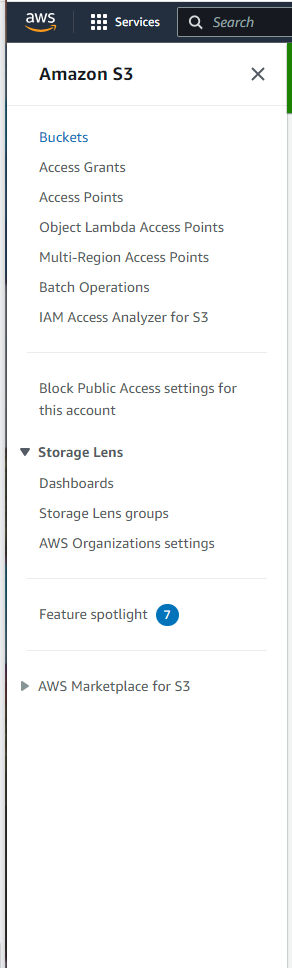 aws
Services
Search
Amazon S3
Buckets
Access Grants
Access Points
Object Lambda Access Points
Multi-Region Access Points
Batch Operations
IAM Access Analyzer for S3
Block Public Access settings for
this account
Storage Lens
Dashboards
Storage Lens groups
AWS Organizations settings
Feature spotlight 7
AWS Marketplace for S3